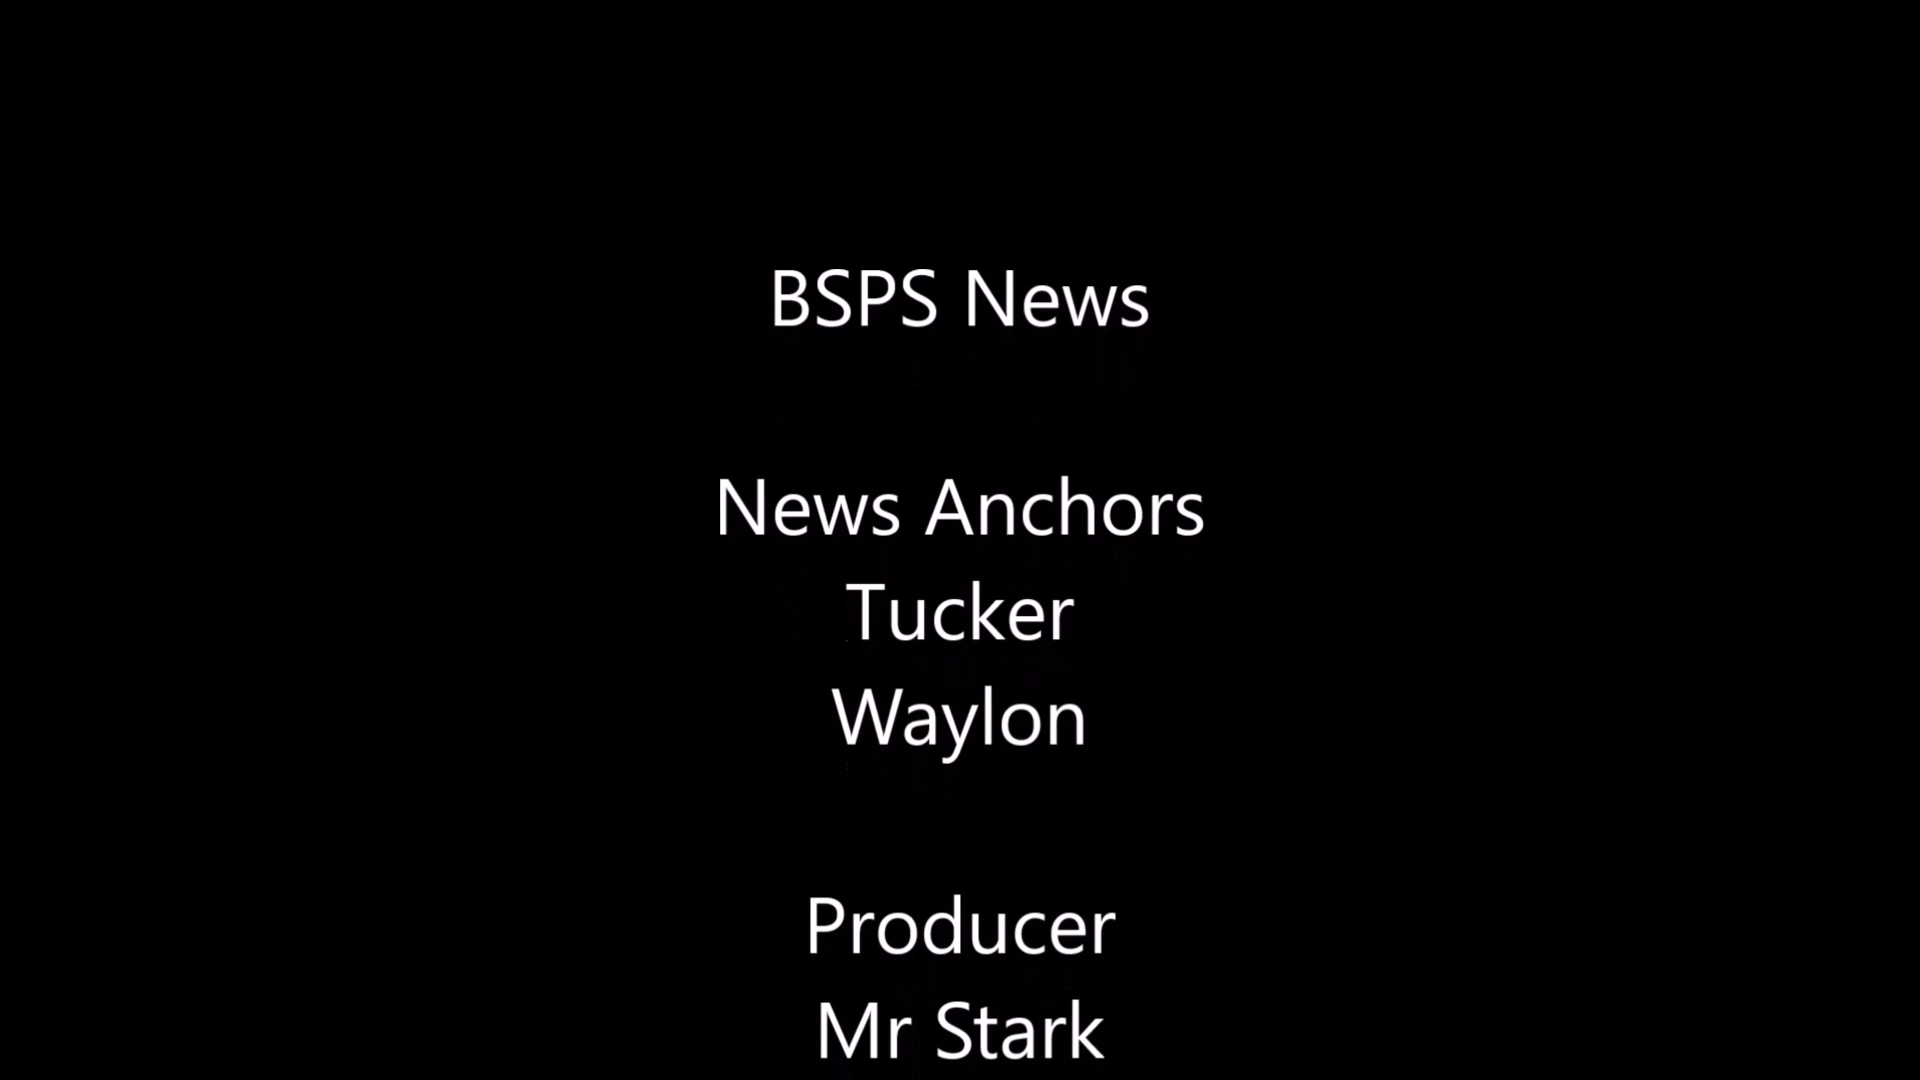 BSPS News
News Anchors
Tucker
Waylon
Producer
Mr Stark